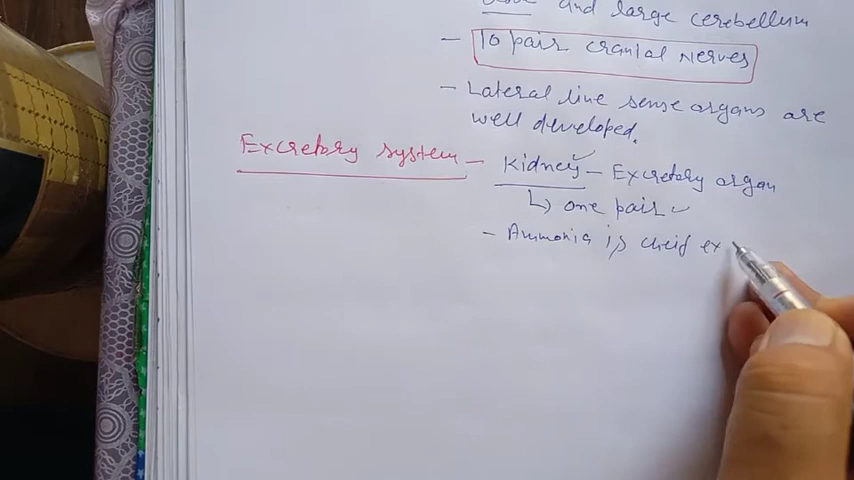 and large cerebellum
- 10 pair cranial nerves
- Lateral line sense organs are
well developed.
Excretory system - Kidney - Excretory organ
↳ one pair
- Ammonia is cheif ex